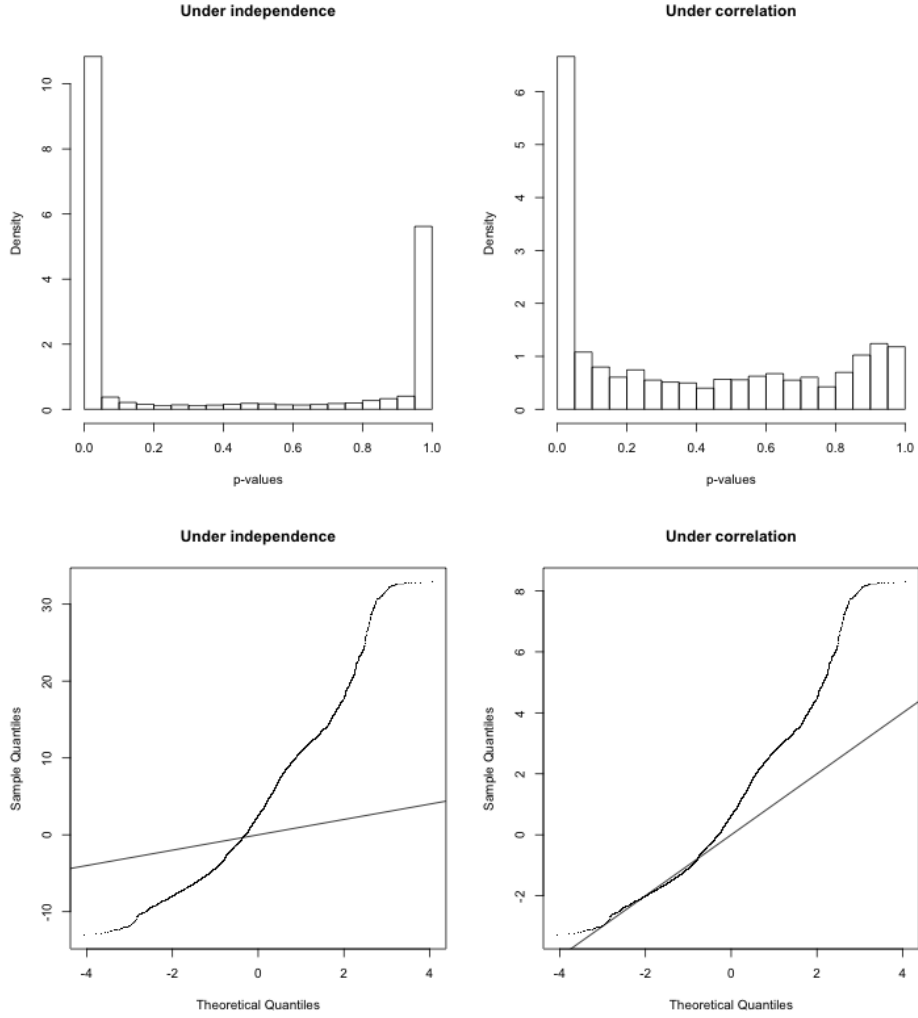 Under independence
Density
0 2 4 6 8 10
0.0 0.2 0.4 0.6 0.8 1.0
p-values
Under correlation
Density
0 1 2 3 4 5 6
0.0 0.2 0.4 0.6 0.8 1.0
p-values
Under independence
Sample Quantiles
-10 0 10 20 30
-4 -2 0 2 4
Theoretical Quantiles
Under correlation
Sample Quantiles
-2 0 2 4 6 8
-4 -2 0 2 4
Theoretical Quantiles